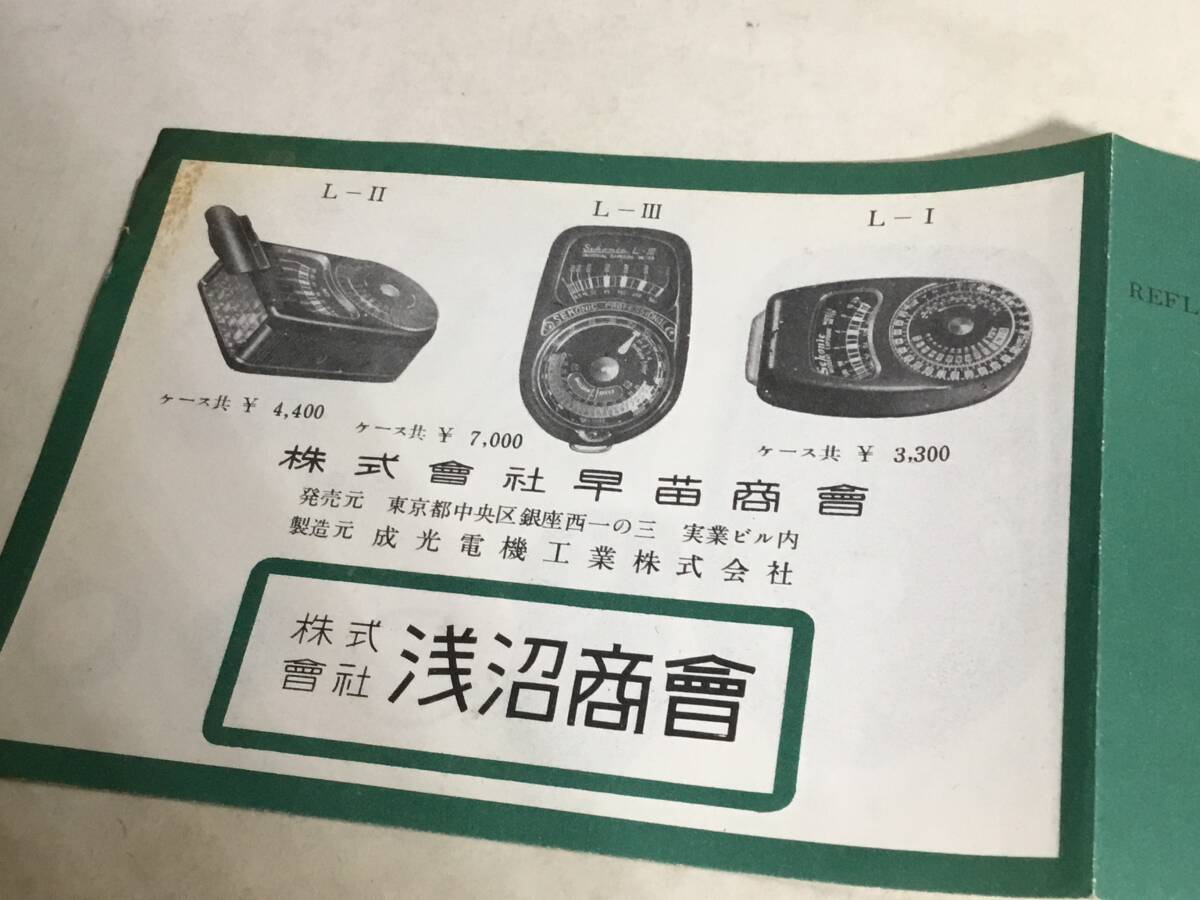 L-II
L-III
L-I
Sekonic L-III
SEKONIC PROFESSIONAL
Sekonic
ケース共 ¥ 4,400
ケース共 ¥ 7,000
ケース共 ¥ 3,300
株式會社早苗商會
発売元 東京都中央区銀座西一の三 実業ビル内
製造元 成光電機工業株式会社
株式
會社
浅沼商會
REFL